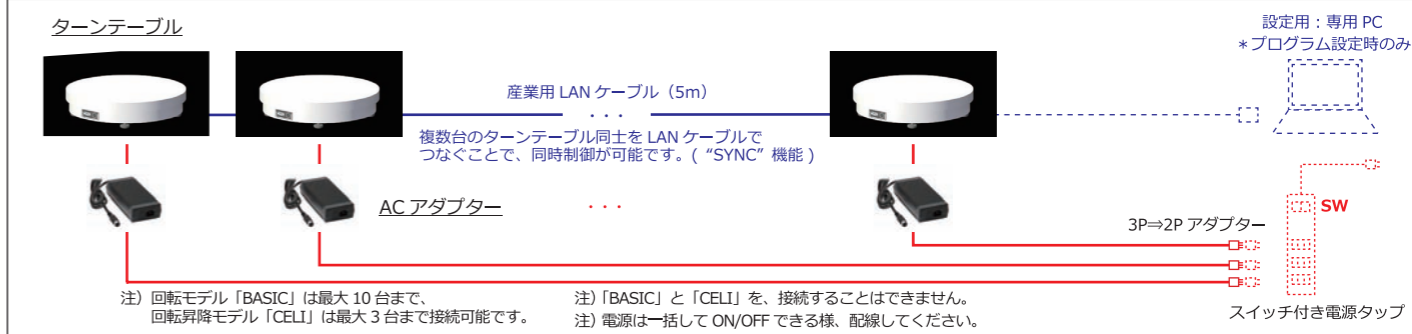 ターンテーブル
設定用：専用 PC
＊プログラム設定時のみ
産業用 LAN ケーブル（5m）
・・・
複数台のターンテーブル同士を LAN ケーブルで
つなぐことで、同時制御が可能です。( “SYNC” 機能 )
AC アダプター
・・・
SW
3P⇒2P アダプター
注）回転モデル「BASIC」は最大 10 台まで、
回転昇降モデル「CELI」は最大 3 台まで接続可能です。
注）「BASIC」と「CELI」を、接続することはできません。
注）電源は一括して ON/OFF できる様、配線してください。
スイッチ付き電源タップ